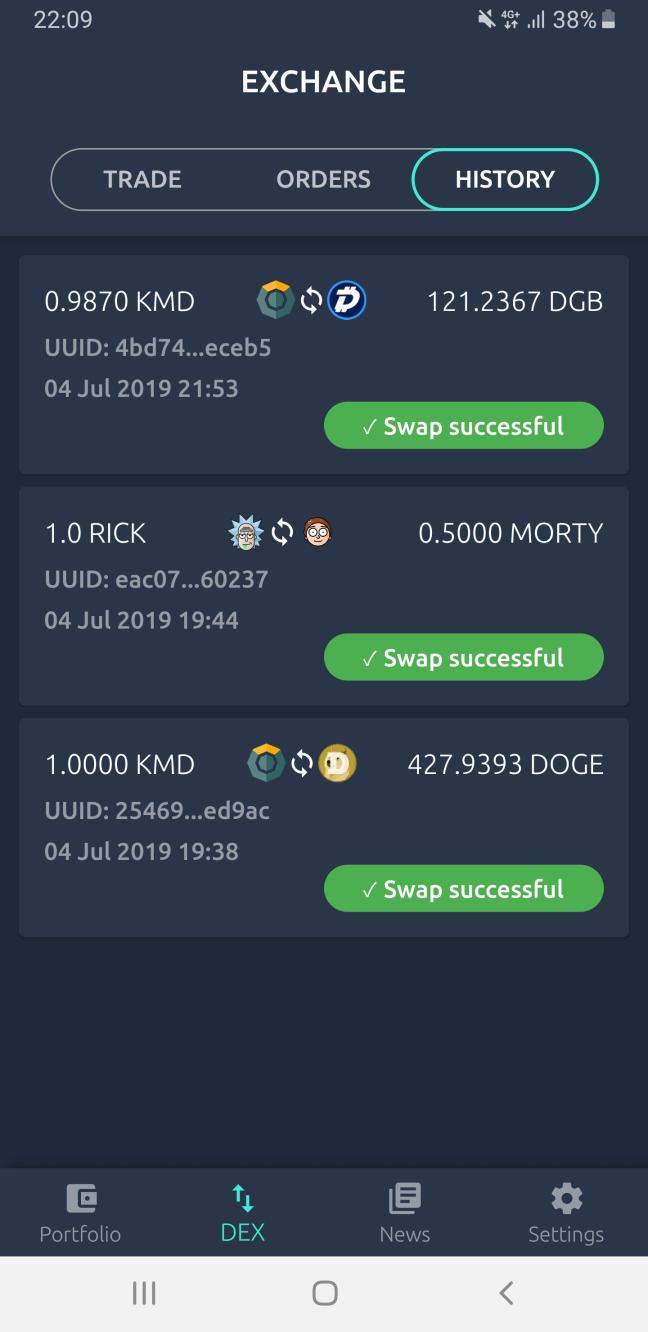 22:09 4G+ 38%
EXCHANGE
TRADE ORDERS HISTORY
0.9870 KMD 121.2367 DGB
UUID: 4bd74...eceb5
04 Jul 2019 21:53
✓ Swap successful
1.0 RICK 0.5000 MORTY
UUID: eac07...60237
04 Jul 2019 19:44
✓ Swap successful
1.0000 KMD 427.9393 DOGE
UUID: 25469...ed9ac
04 Jul 2019 19:38
✓ Swap successful
Portfolio DEX News Settings